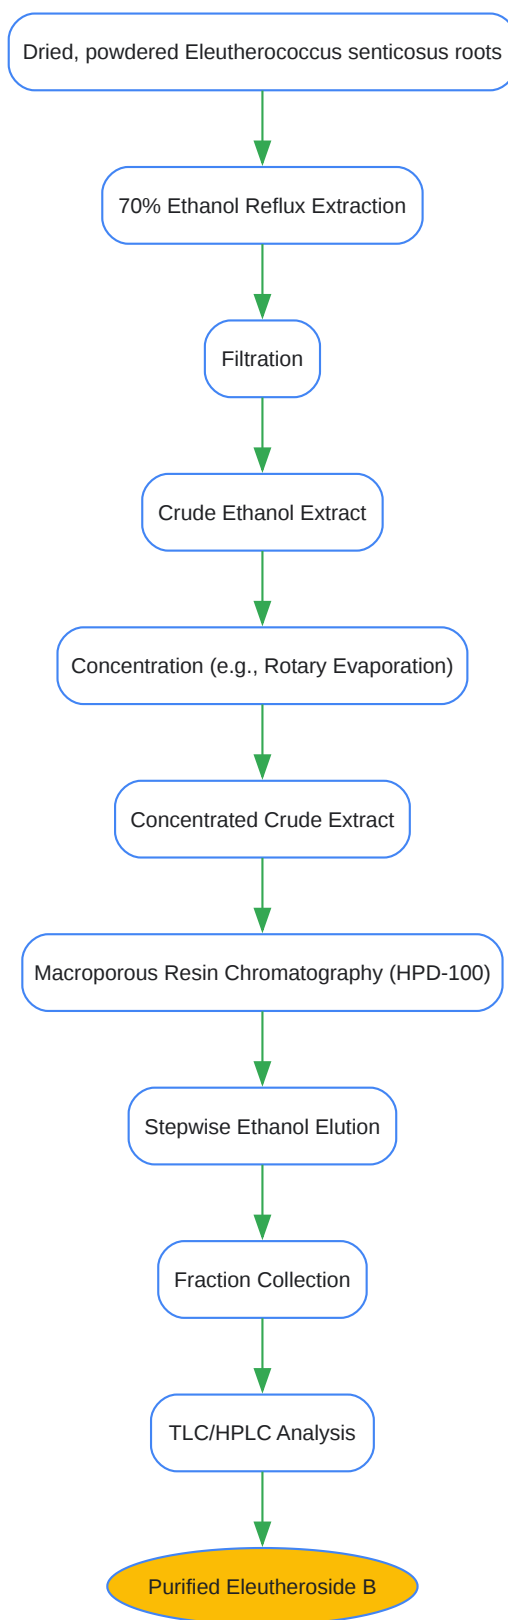 Dried, powdered Eleutherococcus senticosus roots
70% Ethanol Reflux Extraction
Filtration
Crude Ethanol Extract
Concentration (e.g., Rotary Evaporation)
Concentrated Crude Extract
Macroporous Resin Chromatography (HPD-100)
Stepwise Ethanol Elution
Fraction Collection
TLC/HPLC Analysis
Purified Eleutheroside B